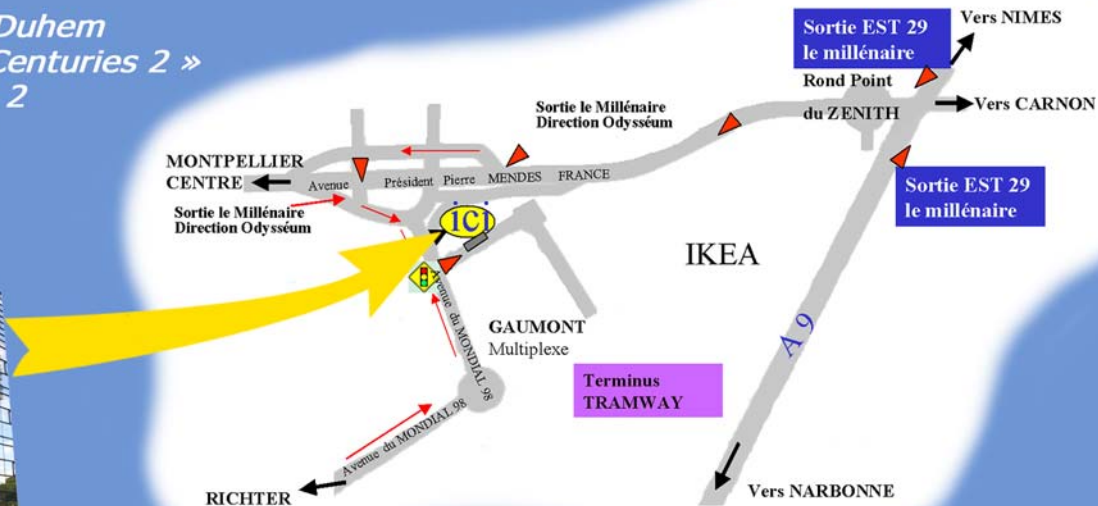 Duhem
Centuries 2 »
2
Sortie EST 29
le millénaire
Vers NIMES
Rond Point
du ZENITH
Vers CARNON
Sortie le Millénaire
Direction Odysséum
MONTPELLIER
CENTRE
Avenue Président Pierre MENDES FRANCE
Sortie le Millénaire
Direction Odysséum
ici
Sortie EST 29
le millénaire
IKEA
Avenue du MONDIAL 98
GAUMONT
Multiplexe
A 9
Terminus
TRAMWAY
Avenue du MONDIAL 98
RICHTER
Vers NARBONNE